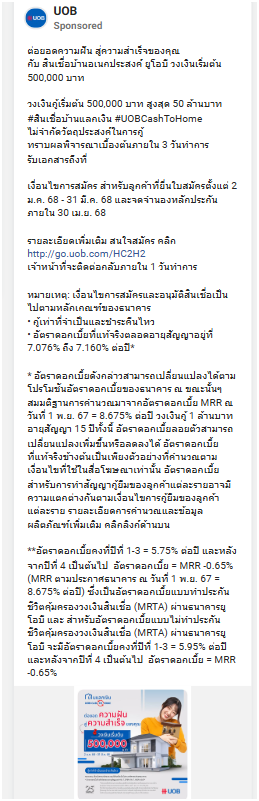 UOB
Sponsored
ต่อยอดความฝัน สู่ความสำเร็จของคุณ
กับ สินเชื่อบ้านอเนกประสงค์ ยูโอบี วงเงินเริ่มต้น
500,000 บาท
วงเงินกู้เริ่มต้น 500,000 บาท สูงสุด 50 ล้านบาท
#สินเชื่อบ้านแลกเงิน #UOBCashToHome
ไม่จำกัดวัตถุประสงค์ในการกู้
ทราบผลพิจารณาเบื้องต้นภายใน 3 วันทำการ
รับเอกสารถึงที่
เงื่อนไขการสมัคร สำหรับลูกค้าที่ยื่นใบสมัครตั้งแต่ 2
ม.ค. 68 - 31 มี.ค. 68 และจดจำนองหลักประกัน
ภายใน 30 เม.ย. 68
รายละเอียดเพิ่มเติม สนใจสมัคร คลิก
http://go.uob.com/HC2H2
เจ้าหน้าที่จะติดต่อกลับภายใน 1 วันทำการ
หมายเหตุ: เงื่อนไขการสมัครและอนุมัติสินเชื่อเป็น
ไปตามหลักเกณฑ์ของธนาคาร
• กู้เท่าที่จำเป็นและชำระคืนไหว
• อัตราดอกเบี้ยที่แท้จริงตลอดอายุสัญญาอยู่ที่
7.076% ถึง 7.160% ต่อปี*
* อัตราดอกเบี้ยดังกล่าวสามารถเปลี่ยนแปลงได้ตาม
โปรโมชันอัตราดอกเบี้ยของธนาคาร ณ ขณะนั้นๆ
สมมติฐานการคำนวณมาจากอัตราดอกเบี้ย MRR ณ
วันที่ 1 พ.ย. 67 = 8.675% ต่อปี วงเงินกู้ 1 ล้านบาท
อายุสัญญา 15 ปีทั้งนี้ อัตราดอกเบี้ยลอยตัวสามารถ
เปลี่ยนแปลงเพิ่มขึ้นหรือลดลงได้ อัตราดอกเบี้ย
ที่แท้จริงข้างต้นเป็นเพียงตัวอย่างที่คำนวณตาม
เงื่อนไขที่ใช้ในสื่อโฆษณาเท่านั้น อัตราดอกเบี้ย
สำหรับการทำสัญญากู้ยืมของลูกค้าแต่ละรายอาจมี
ความแตกต่างกันตามเงื่อนไขการกู้ยืมของลูกค้า
แต่ละราย รายละเอียดการคำนวณและข้อมูล
ผลิตภัณฑ์เพิ่มเติม คลิกลิงค์ด้านบน
**อัตราดอกเบี้ยคงที่ปีที่ 1-3 = 5.75% ต่อปี และหลัง
จากปีที่ 4 เป็นต้นไป อัตราดอกเบี้ย = MRR -0.65%
(MRR ตามประกาศธนาคาร ณ วันที่ 1 พ.ย. 67 =
8.675% ต่อปี) ซึ่งเป็นอัตราดอกเบี้ยแบบทำประกัน
ชีวิตคุ้มครองวงเงินสินเชื่อ (MRTA) ผ่านธนาคารยู
โอบี และ สำหรับอัตราดอกเบี้ยแบบไม่ทำประกัน
ชีวิตคุ้มครองวงเงินสินเชื่อ (MRTA) ผ่านธนาคารยูโอ
บี จะมีอัตราดอกเบี้ยคงที่ปีที่ 1-3 = 5.95% ต่อปี
และหลังจากปีที่ 4 เป็นต้นไป อัตราดอกเบี้ย = MRR
-0.65%
ต่อยอด ความฝัน
สู่ ความสำเร็จ
วงเงินเริ่มต้น
500,000
UOB